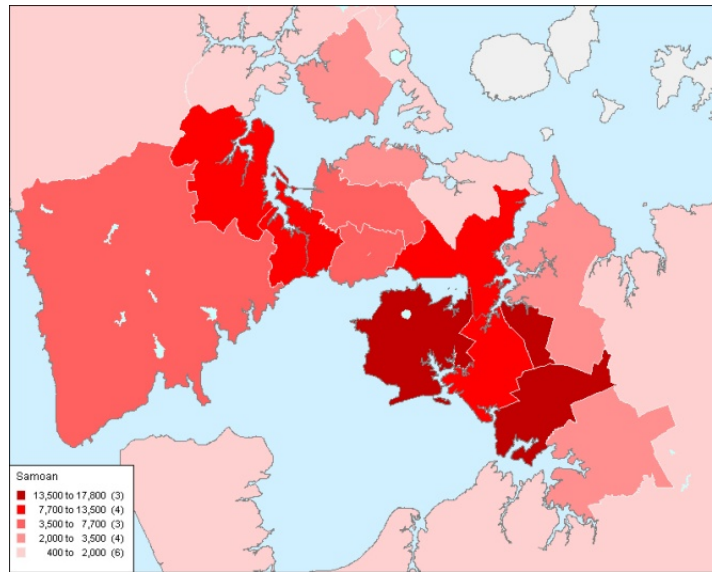 Samoan
13,500 to 17,800 (3)
7,700 to 13,500 (4)
3,500 to 7,700 (3)
2,000 to 3,500 (4)
400 to 2,000 (6)